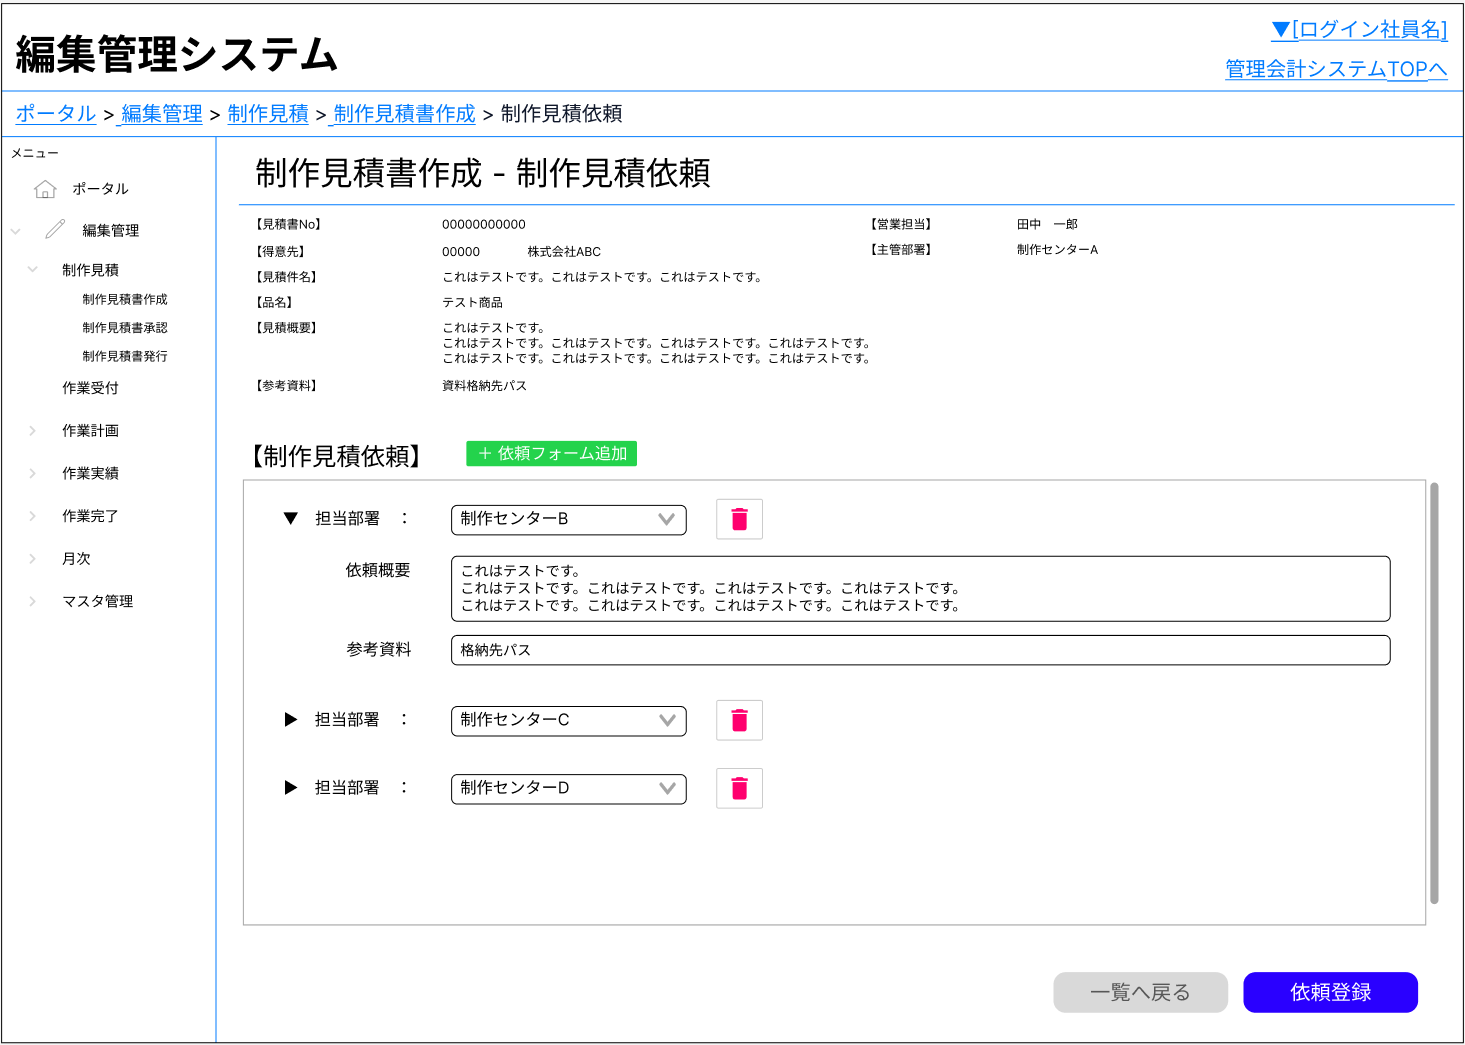 編集管理システム
▼[ログイン社員名]
管理会計システムTOPへ
ポータル > 編集管理 > 制作見積 > 制作見積書作成 > 制作見積依頼
メニュー
ポータル
編集管理
制作見積
制作見積書作成
制作見積書承認
制作見積書発行
作業受付
作業計画
作業実績
作業完了
月次
マスタ管理
制作見積書作成 - 制作見積依頼
【見積書No】 00000000000 【営業担当】 田中　一郎
【得意先】 00000 株式会社ABC 【主管部署】 制作センターA
【見積件名】 これはテストです。これはテストです。これはテストです。
【品名】 テスト商品
【見積概要】 これはテストです。
これはテストです。これはテストです。これはテストです。これはテストです。
これはテストです。これはテストです。これはテストです。これはテストです。
【参考資料】 資料格納先パス
【制作見積依頼】 ＋ 依頼フォーム追加
▼ 担当部署 ： 制作センターB
依頼概要 これはテストです。
これはテストです。これはテストです。これはテストです。これはテストです。
これはテストです。これはテストです。これはテストです。これはテストです。
参考資料 格納先パス
▶ 担当部署 ： 制作センターC
▶ 担当部署 ： 制作センターD
一覧へ戻る 依頼登録